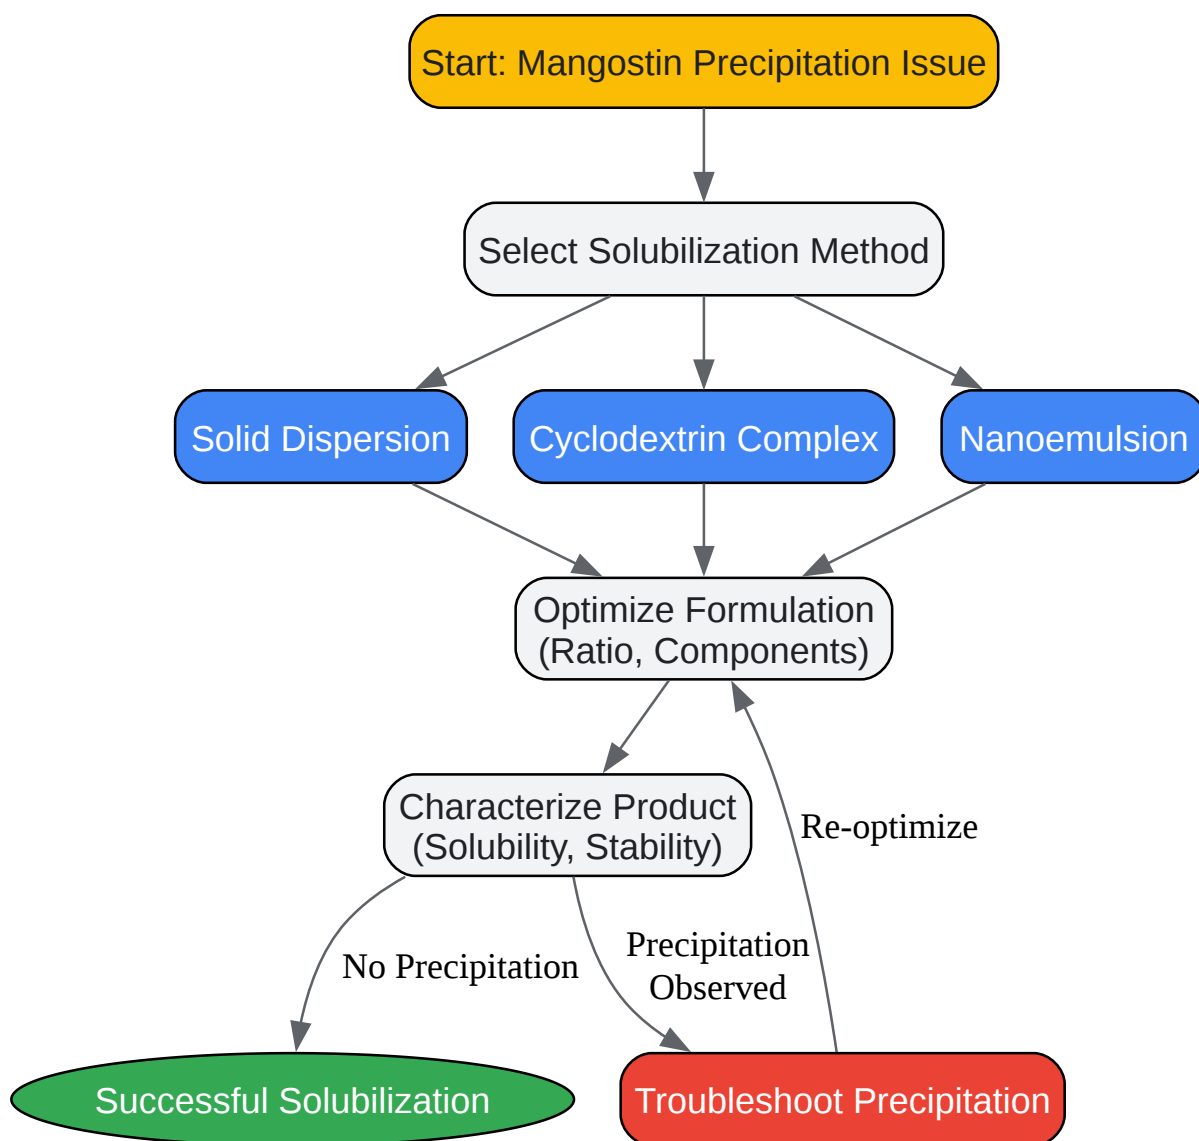 Start: Mangostin Precipitation Issue
Select Solubilization Method
Solid Dispersion
Cyclodextrin Complex
Nanoemulsion
Optimize Formulation
(Ratio, Components)
Characterize Product
(Solubility, Stability)
Re-optimize
No Precipitation
Precipitation
Observed
Successful Solubilization
Troubleshoot Precipitation